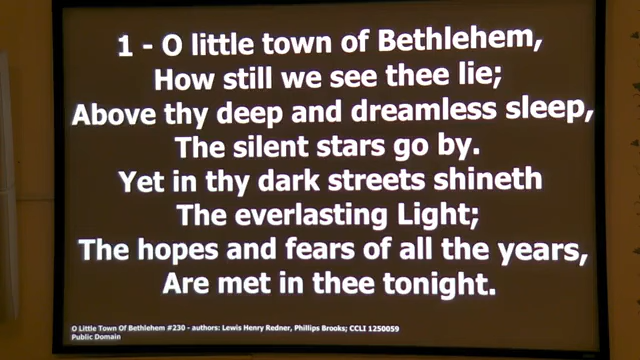 1 - O little town of Bethlehem,
How still we see thee lie;
Above thy deep and dreamless sleep,
The silent stars go by.
Yet in thy dark streets shineth
The everlasting Light;
The hopes and fears of all the years,
Are met in thee tonight.
O Little Town Of Bethlehem #230 - authors: Lewis Henry Redner, Phillips Brooks; CCLI 1250059
Public Domain